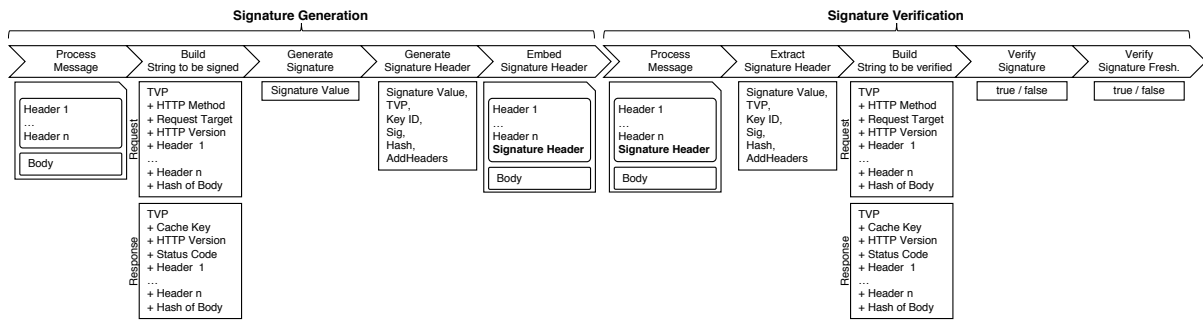 Signature Generation
Signature Verification
Process
Message
Build
String to be signed
Generate
Signature
Generate
Signature Header
Embed
Signature Header
Process
Message
Extract
Signature Header
Build
String to be verified
Verify
Signature
Verify
Signature Fresh.
Header 1
…
Header n
Body
Request
TVP
+ HTTP Method
+ Request Target
+ HTTP Version
+ Header 1
…
+ Header n
+ Hash of Body
Response
TVP
+ Cache Key
+ HTTP Version
+ Status Code
+ Header 1
…
+ Header n
+ Hash of Body
Signature Value
Signature Value,
TVP,
Key ID,
Sig,
Hash,
AddHeaders
Header 1
…
Header n
Signature Header
Body
Header 1
…
Header n
Signature Header
Body
Signature Value,
TVP,
Key ID,
Sig,
Hash,
AddHeaders
Request
TVP
+ HTTP Method
+ Request Target
+ HTTP Version
+ Header 1
…
+ Header n
+ Hash of Body
Response
TVP
+ Cache Key
+ HTTP Version
+ Status Code
+ Header 1
…
+ Header n
+ Hash of Body
true / false
true / false